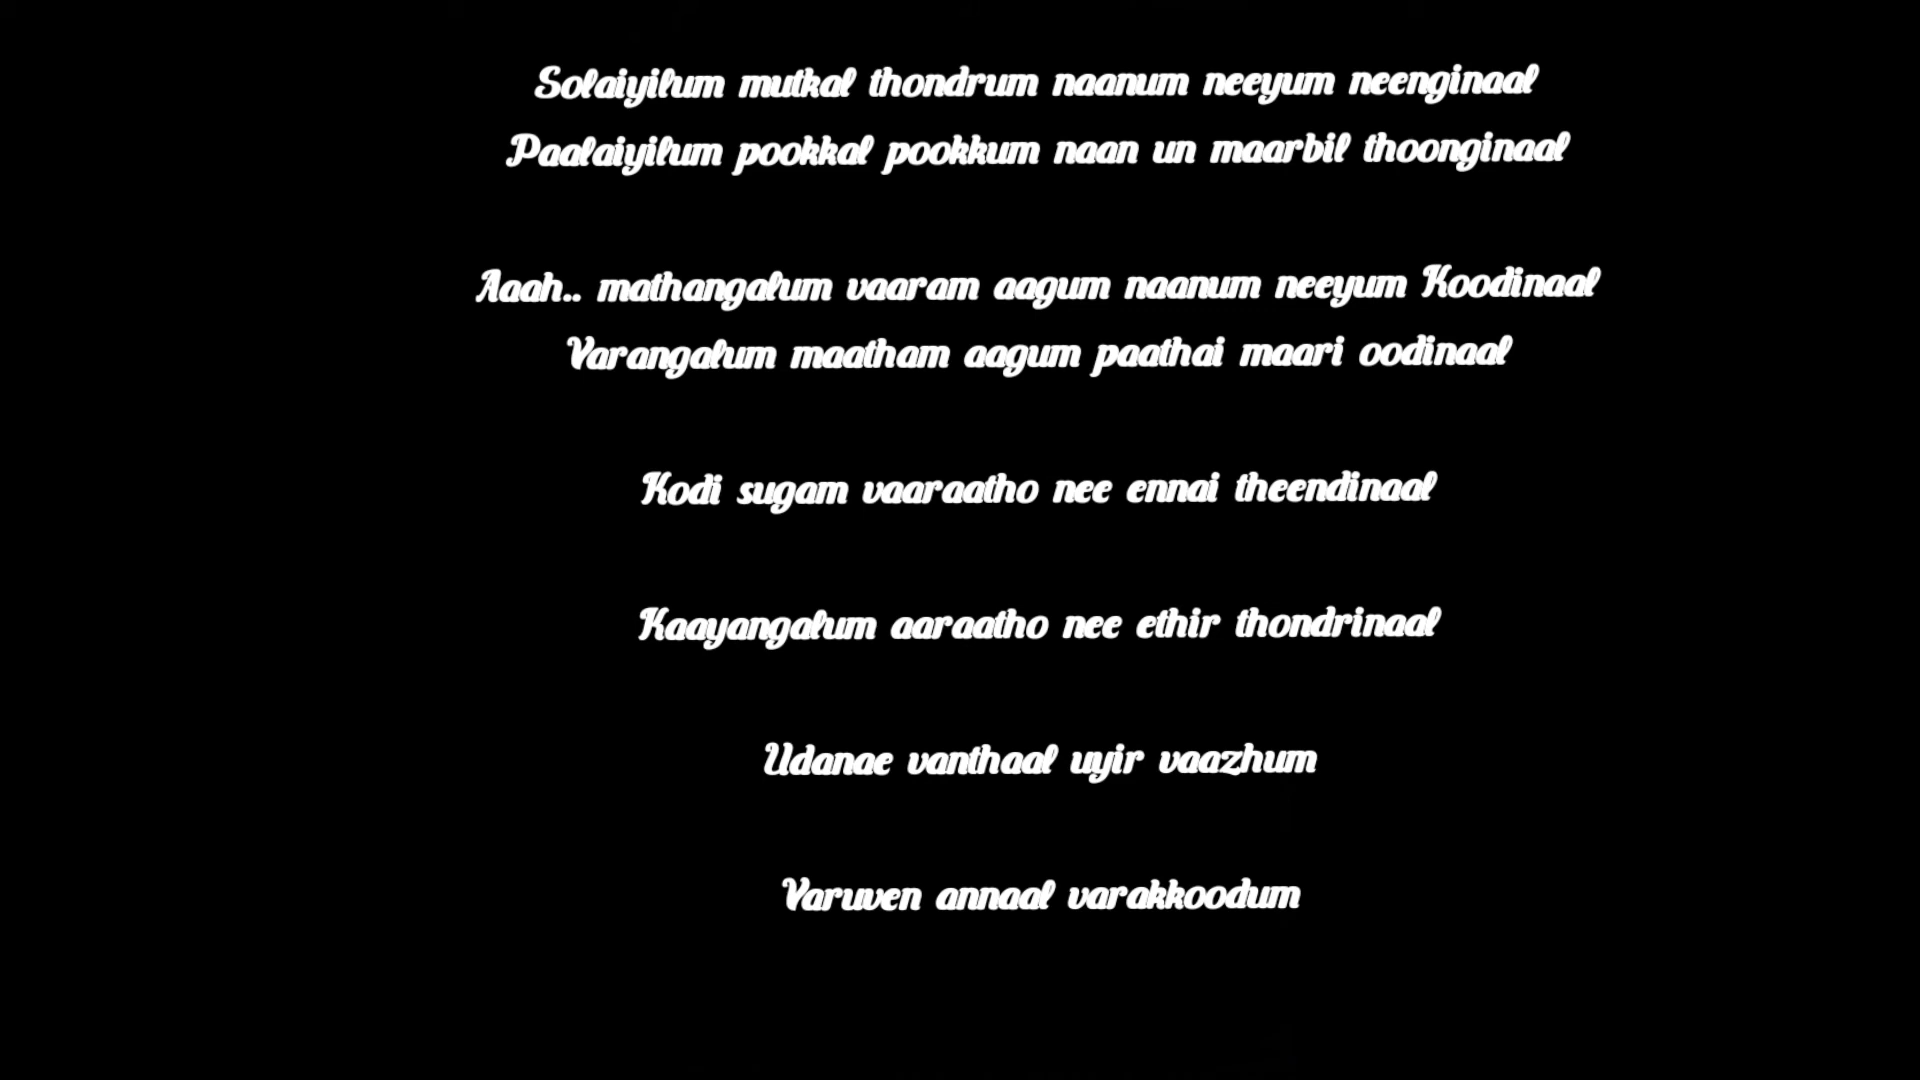 Solaiyilum mutkal thondrum naanum neeyum neenginaal
Paalaiyilum pookkal pookkum naan un maarbil thoonginaal
Aaah.. mathangalum vaaram aagum naanum neeyum Koodinaal
Varangalum maatham aagum paathai maari oodinaal
Kodi sugam vaaraatho nee ennai theendinaal
Kaayangalum aaraatho nee ethir thondrinaal
Udanae vanthaal uyir vaazhum
Varuven annaal varakkoodum